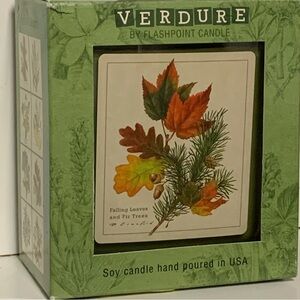 VERDURE
BY FLASHPOINT CANDLE
Falling Leaves
and Fir Trees
Soy candle hand poured in USA